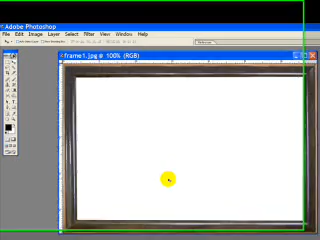 Adobe Photoshop
File Edit Image Layer Select Filter View Window Help
frame1.jpg @ 100% (RGB)